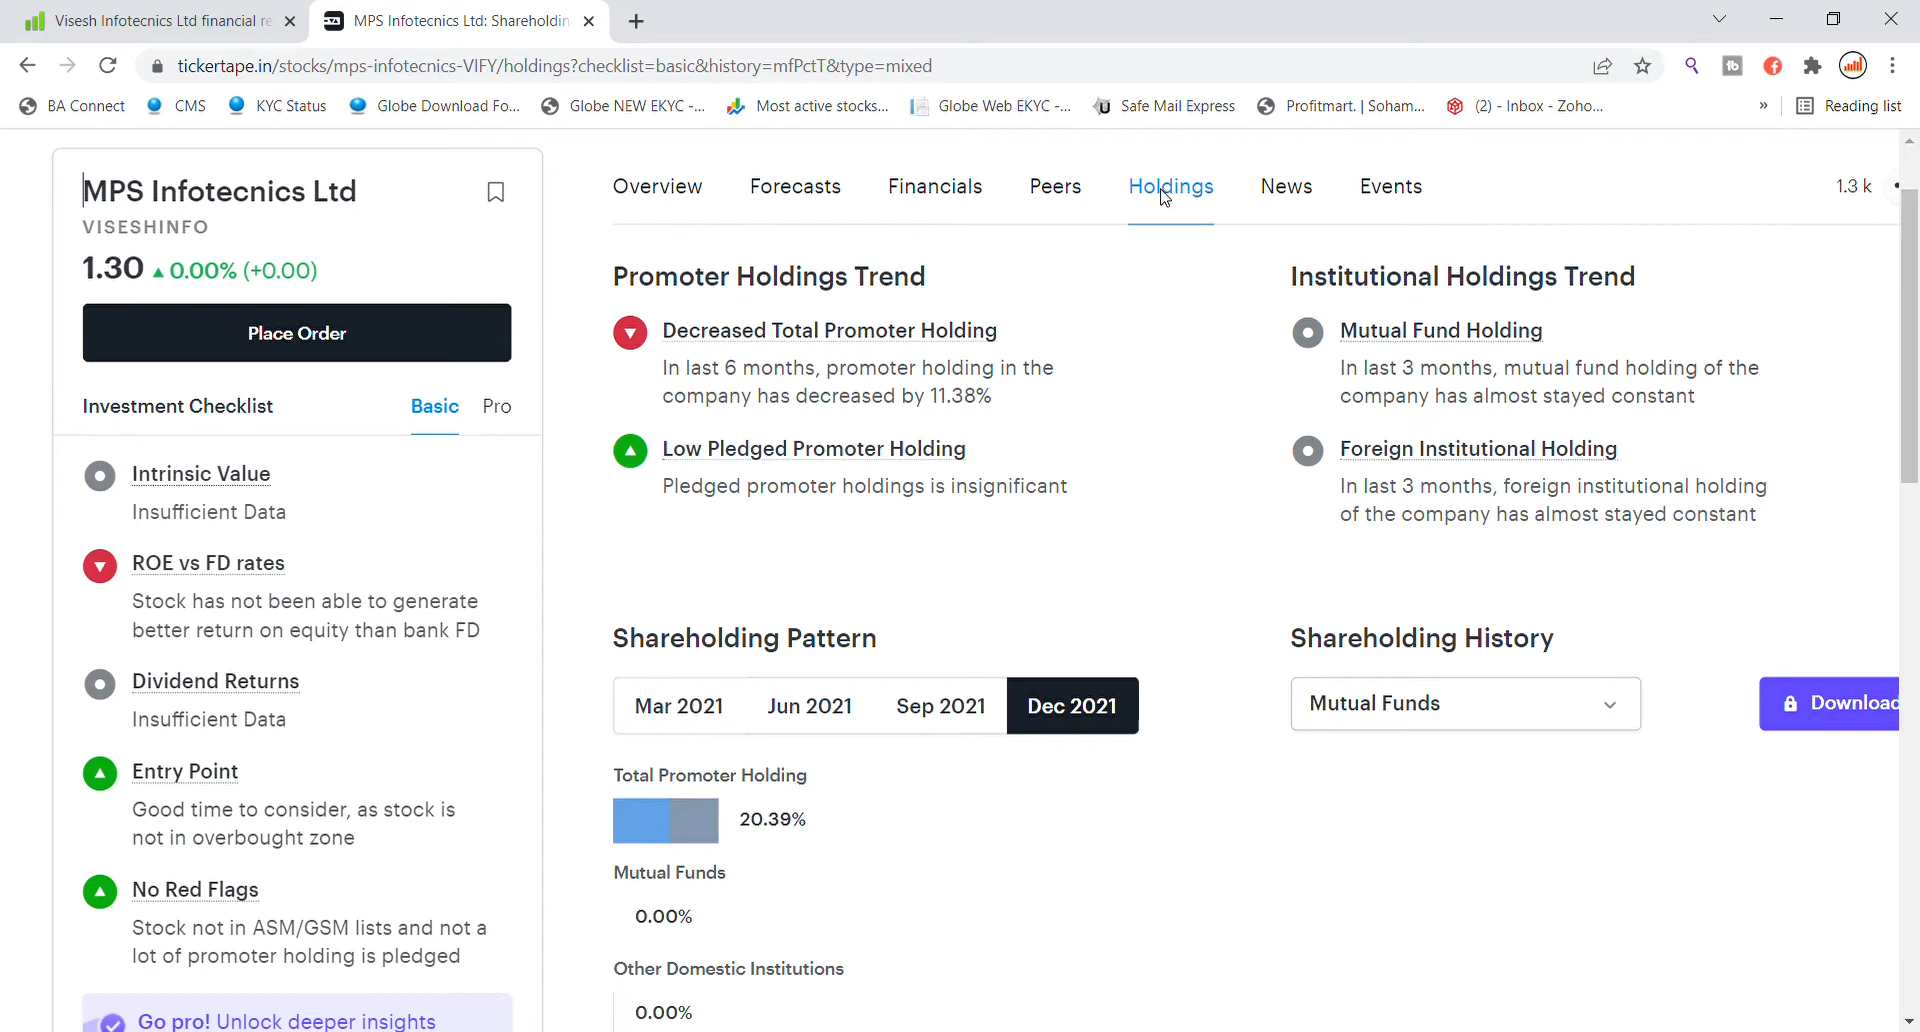 Visesh Infotecnics Ltd financial re
MPS Infotecnics Ltd: Shareholdin
tickertape.in/stocks/mps-infotecnics-VIFY/holdings?checklist=basic&history=mfPctT&type=mixed
BA Connect CMS KYC Status Globe Download Fo... Globe NEW EKYC -... Most active stocks... Globe Web EKYC -... Safe Mail Express Profitmart. | Soham... (2) - Inbox - Zoho... » Reading list
MPS Infotecnics Ltd
VISESHINFO
1.30 ▲ 0.00% (+0.00)
Place Order
Investment Checklist Basic Pro
Intrinsic Value
Insufficient Data
ROE vs FD rates
Stock has not been able to generate
better return on equity than bank FD
Dividend Returns
Insufficient Data
Entry Point
Good time to consider, as stock is
not in overbought zone
No Red Flags
Stock not in ASM/GSM lists and not a
lot of promoter holding is pledged
Go pro! Unlock deeper insights
Overview Forecasts Financials Peers Holdings News Events 1.3 k
Promoter Holdings Trend
Decreased Total Promoter Holding
In last 6 months, promoter holding in the
company has decreased by 11.38%
Low Pledged Promoter Holding
Pledged promoter holdings is insignificant
Institutional Holdings Trend
Mutual Fund Holding
In last 3 months, mutual fund holding of the
company has almost stayed constant
Foreign Institutional Holding
In last 3 months, foreign institutional holding
of the company has almost stayed constant
Shareholding Pattern
Mar 2021 Jun 2021 Sep 2021 Dec 2021
Total Promoter Holding
20.39%
Mutual Funds
0.00%
Other Domestic Institutions
0.00%
Shareholding History
Mutual Funds
Download